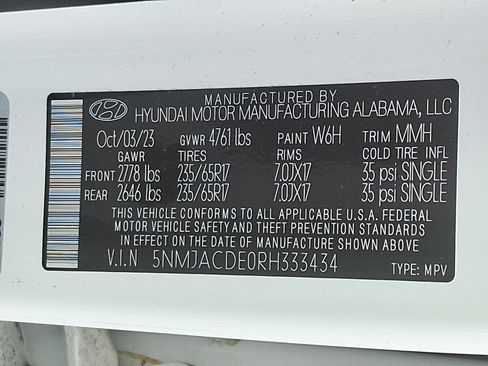 MANUFACTURED BY
HYUNDAI MOTOR MANUFACTURING ALABAMA, LLC
Oct/03/23 GVWR 4761 lbs PAINT W6H TRIM MMH
GAWR TIRES RIMS COLD TIRE INFL
FRONT 2778 lbs 235/65R17 7.0JX17 35 psi SINGLE
REAR 2646 lbs 235/65R17 7.0JX17 35 psi SINGLE
THIS VEHICLE CONFORMS TO ALL APPLICABLE U.S.A. FEDERAL
MOTOR VEHICLE SAFETY AND THEFT PREVENTION STANDARDS
IN EFFECT ON THE DATE OF MANUFACTURE SHOWN ABOVE.
V.I.N 5NMJACDE0RH333434
TYPE: MPV